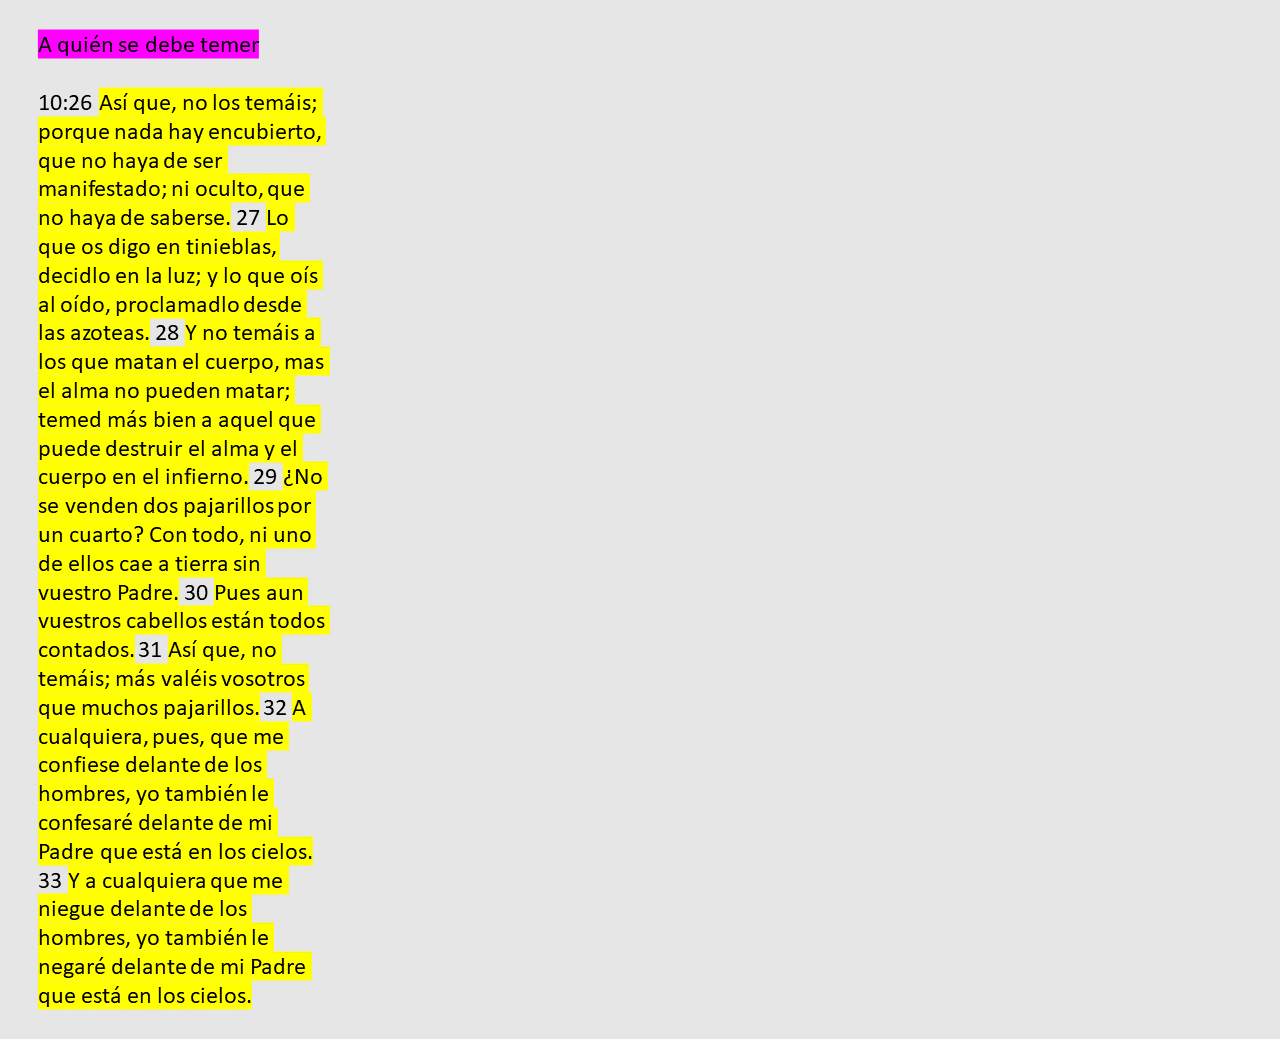 A quién se debe temer
10:26 Así que, no los temáis;
porque nada hay encubierto,
que no haya de ser
manifestado; ni oculto, que
no haya de saberse. 27 Lo
que os digo en tinieblas,
decidlo en la luz; y lo que oís
al oído, proclamadlo desde
las azoteas. 28 Y no temáis a
los que matan el cuerpo, mas
el alma no pueden matar;
temed más bien a aquel que
puede destruir el alma y el
cuerpo en el infierno. 29 ¿No
se venden dos pajarillos por
un cuarto? Con todo, ni uno
de ellos cae a tierra sin
vuestro Padre. 30 Pues aun
vuestros cabellos están todos
contados. 31 Así que, no
temáis; más valéis vosotros
que muchos pajarillos. 32 A
cualquiera, pues, que me
confiese delante de los
hombres, yo también le
confesaré delante de mi
Padre que está en los cielos.
33 Y a cualquiera que me
niegue delante de los
hombres, yo también le
negaré delante de mi Padre
que está en los cielos.